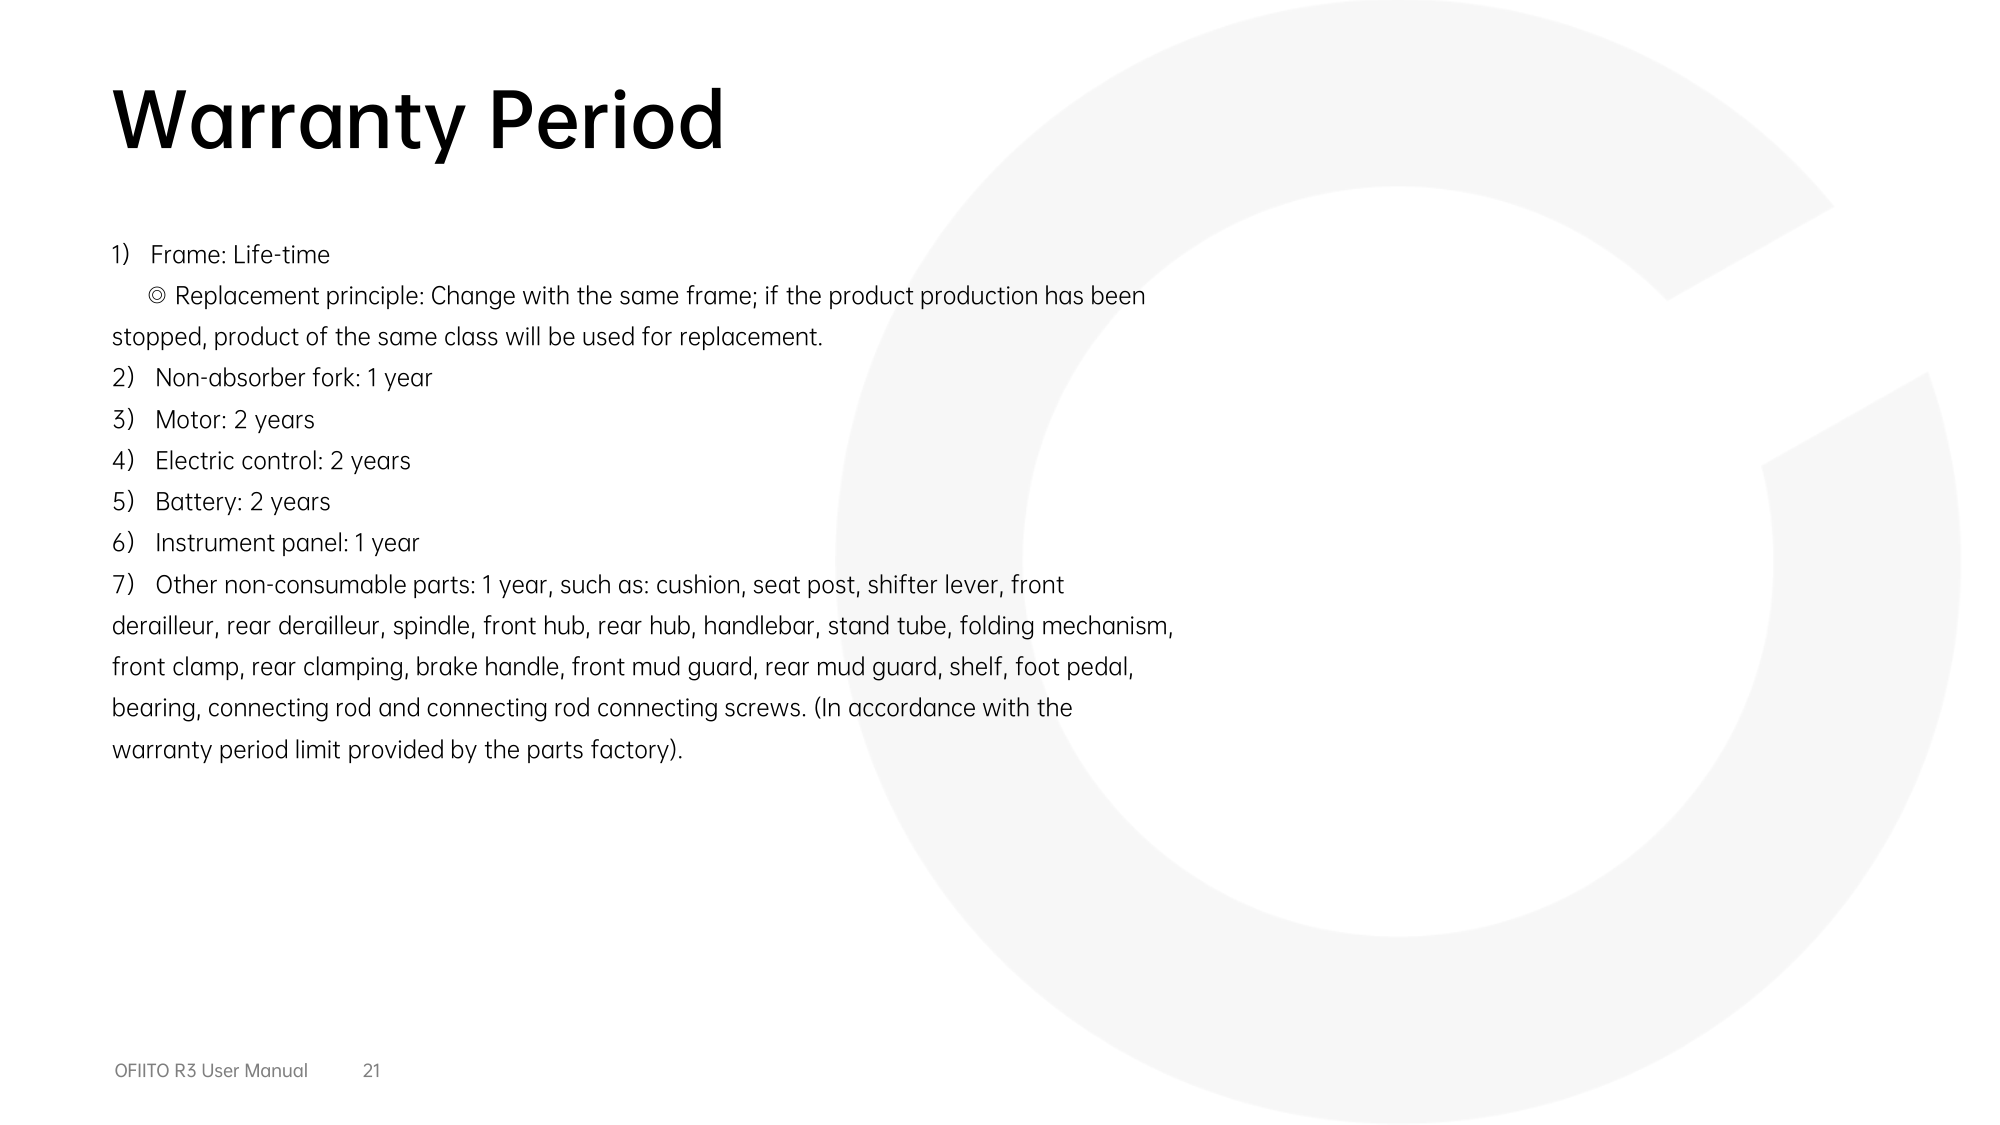 Warranty Period
1) Frame: Life-time
◎ Replacement principle: Change with the same frame; if the product production has been
stopped, product of the same class will be used for replacement.
2) Non-absorber fork: 1 year
3) Motor: 2 years
4) Electric control: 2 years
5) Battery: 2 years
6) Instrument panel: 1 year
7) Other non-consumable parts: 1 year, such as: cushion, seat post, shifter lever, front
derailleur, rear derailleur, spindle, front hub, rear hub, handlebar, stand tube, folding mechanism,
front clamp, rear clamping, brake handle, front mud guard, rear mud guard, shelf, foot pedal,
bearing, connecting rod and connecting rod connecting screws. (In accordance with the
warranty period limit provided by the parts factory).
OFIITO R3 User Manual 21